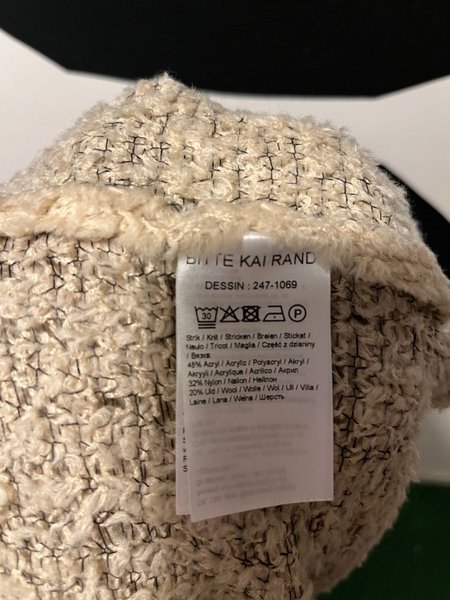 BITTE KAI RAND
DESSIN : 247-1069
30
P
Strik / Knit / Stricken / Breien / Stickat /
Neulo / Tricot / Maglia / Część z dzianiny
/ Вязка:
48% Acryl / Acrylic / Polyacryl / Akryl /
Akryyli / Acrylique / Acrilico / Акрил
32% Nylon / Nailon / Нейлон
20% Uld / Wool / Wolle / Wol / Ull / Villa /
Laine / Lana / Wełna / Шерсть